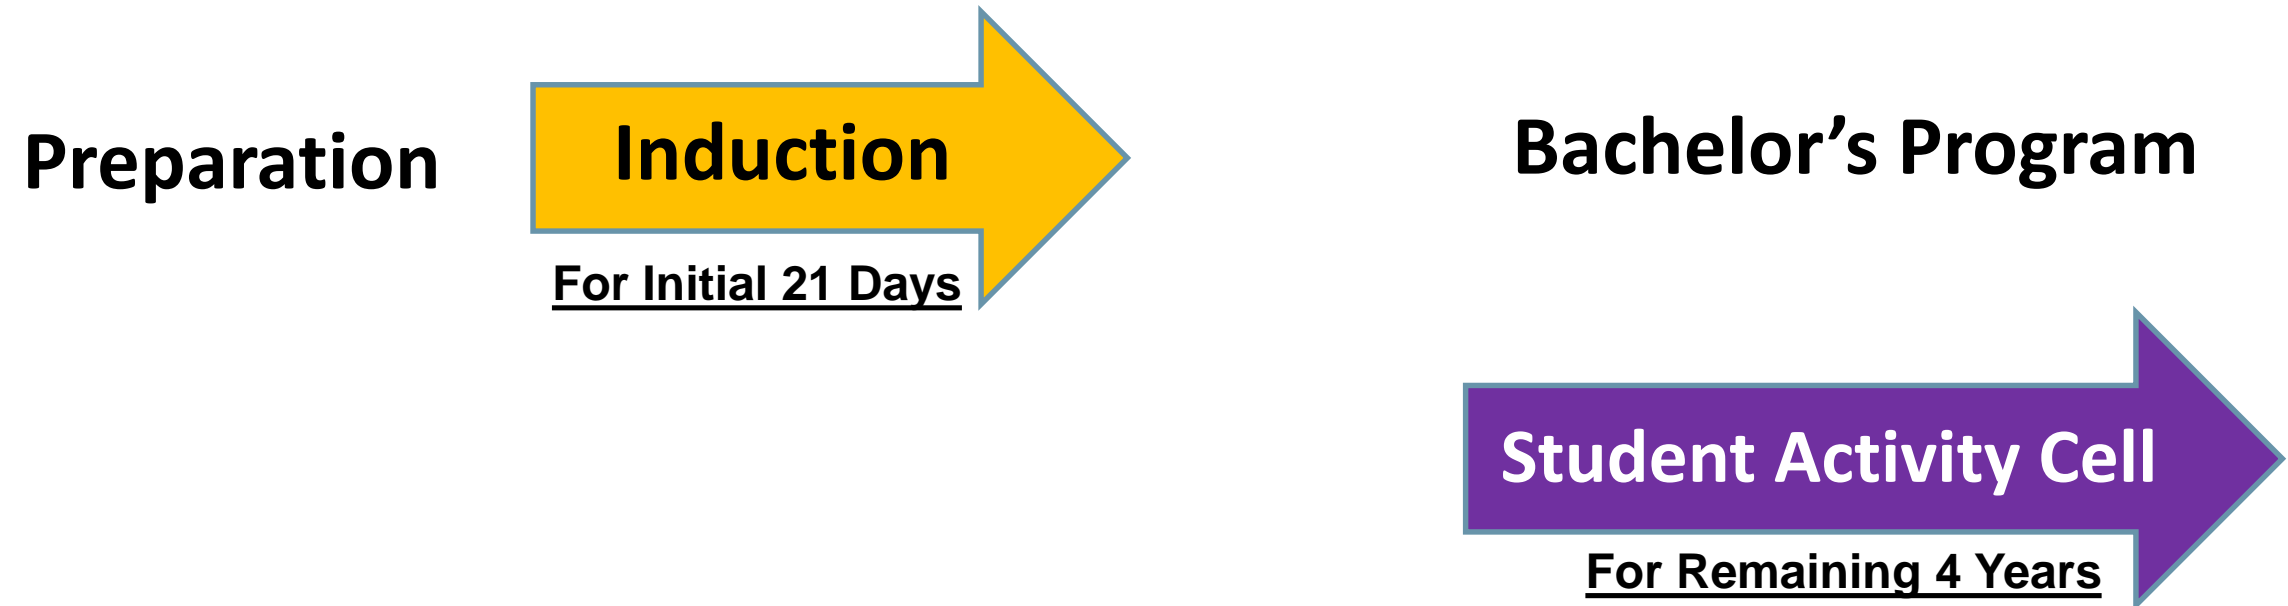 Preparation
Induction
Bachelor’s Program
For Initial 21 Days
Student Activity Cell
For Remaining 4 Years